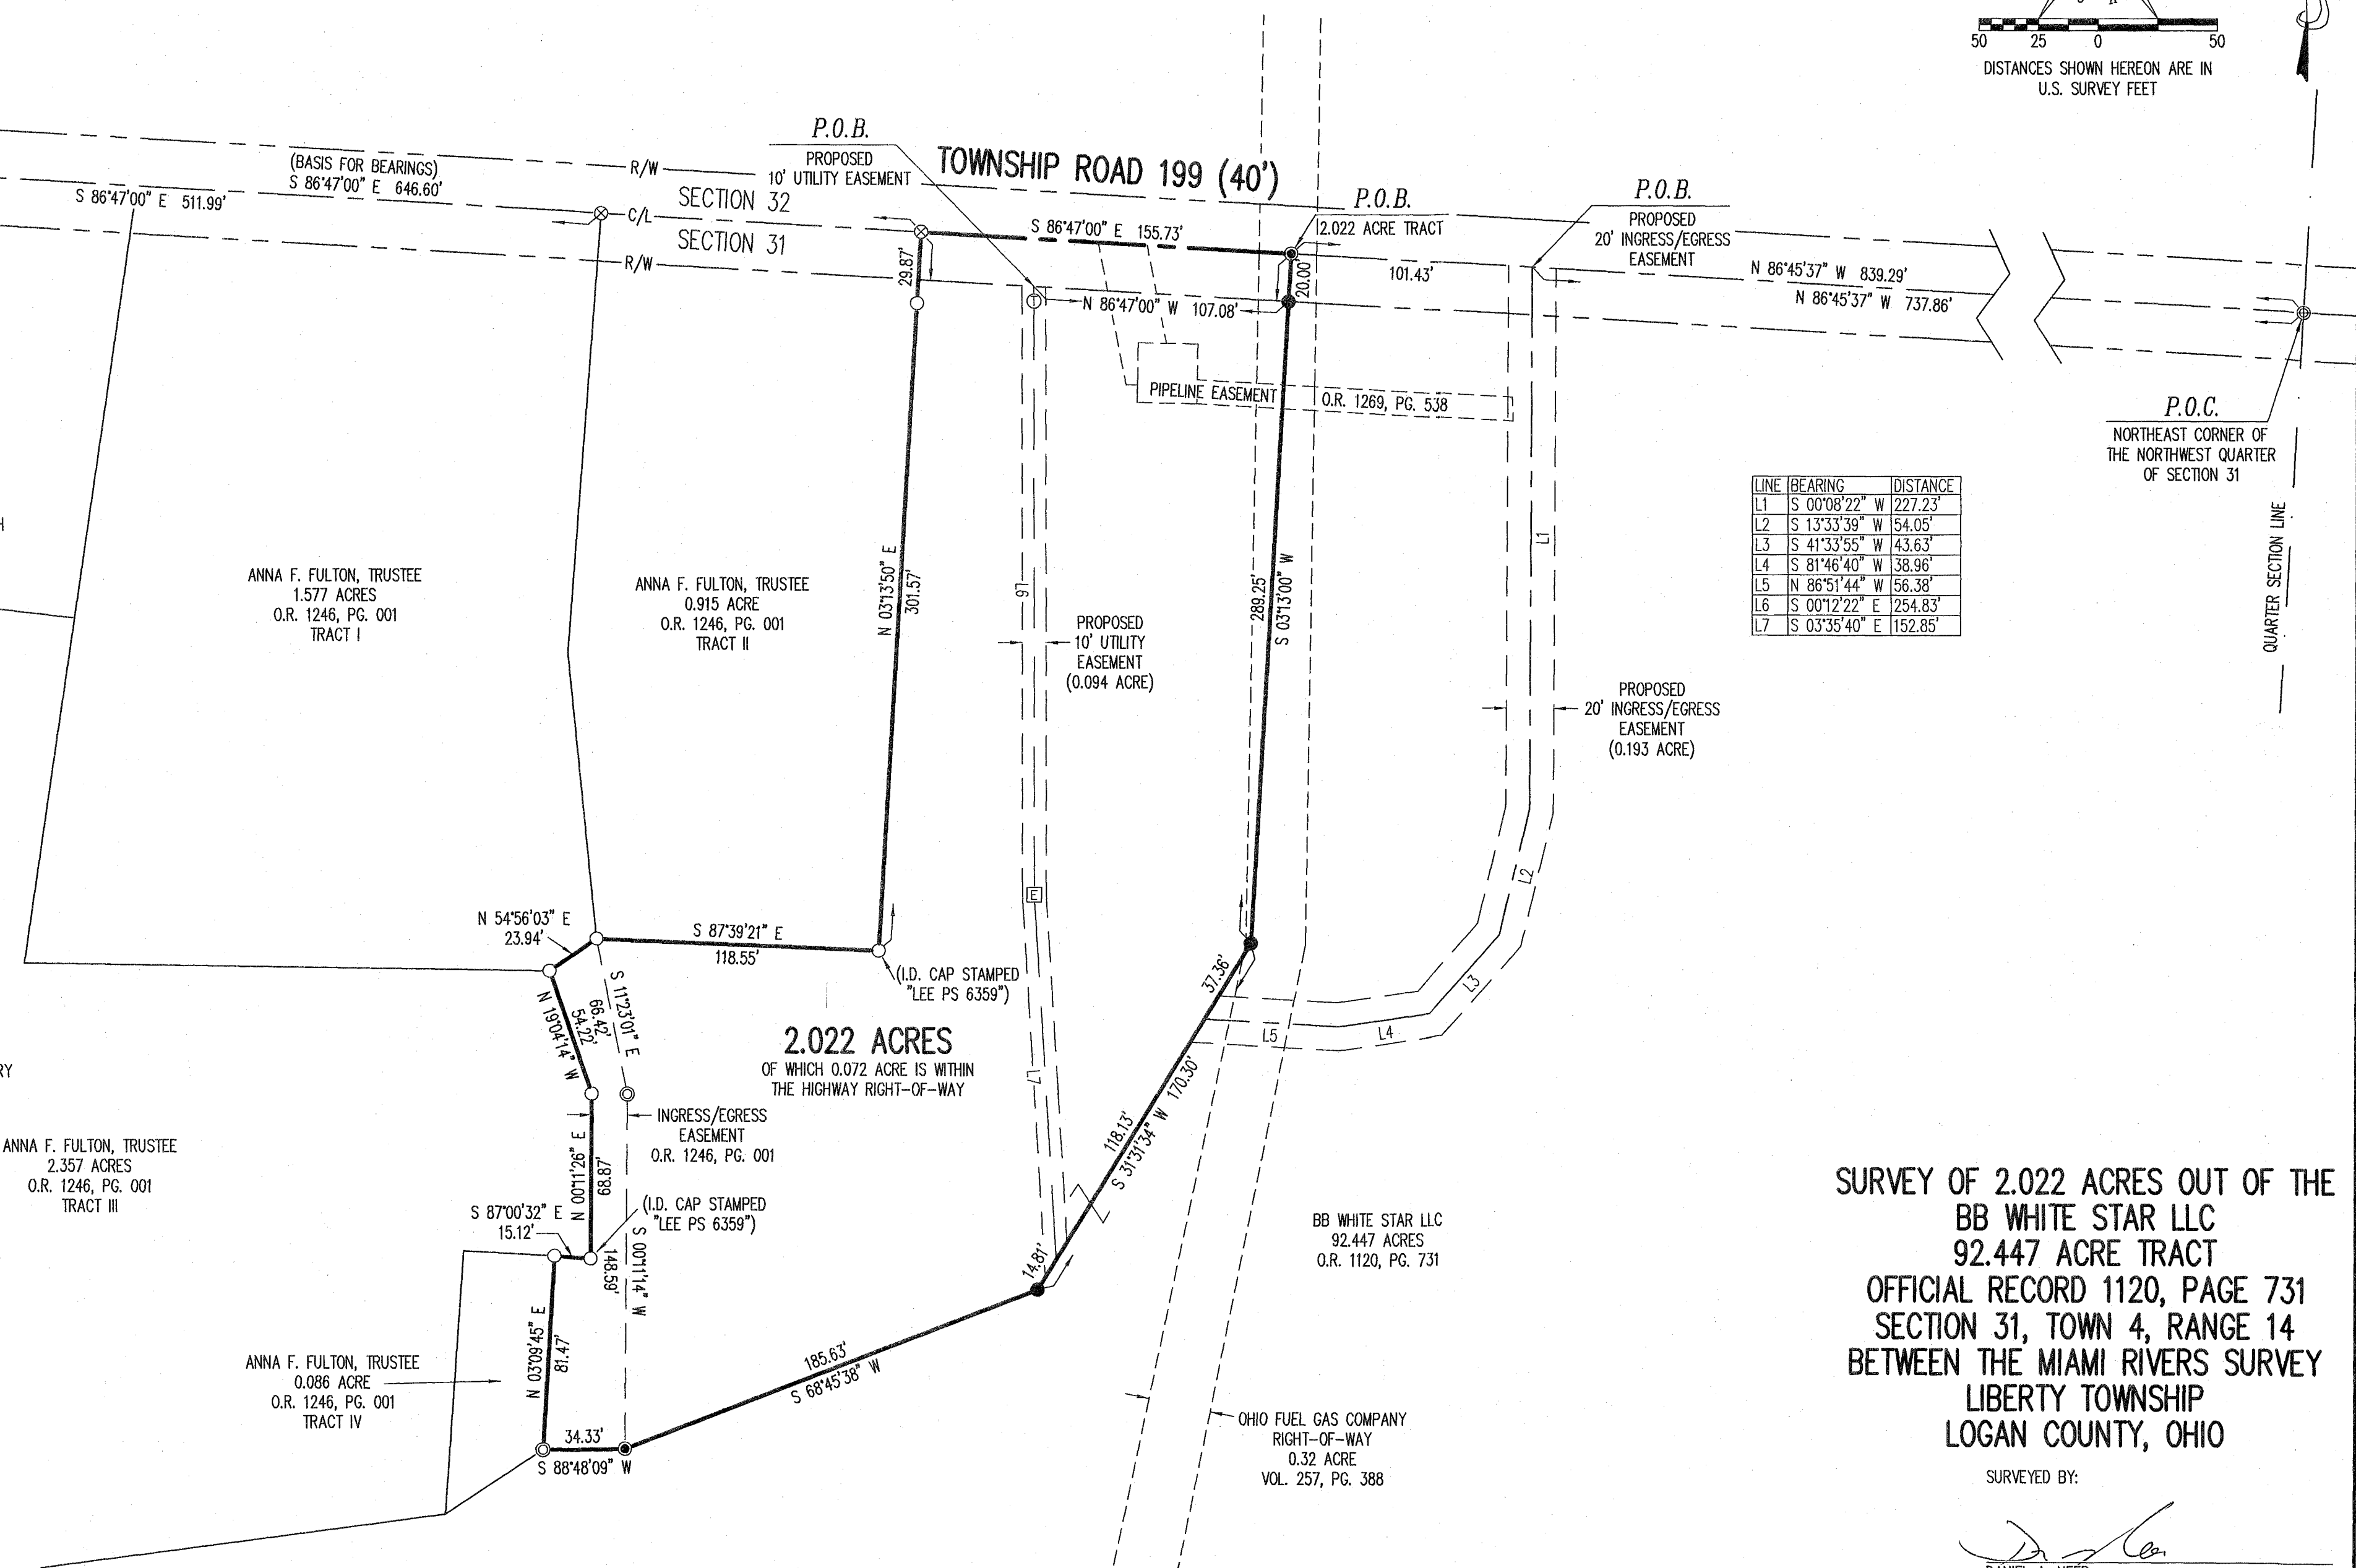 50 25 0 50
DISTANCES SHOWN HEREON ARE IN
U.S. SURVEY FEET
P.O.B.
PROPOSED
10' UTILITY EASEMENT
TOWNSHIP ROAD 199 (40')
(BASIS FOR BEARINGS)
S 86°47'00" E 646.60'
S 86°47'00" E 511.99'
R/W
C/L
R/W
SECTION 32
SECTION 31
S 86°47'00" E 155.73'
P.O.B.
2.022 ACRE TRACT
P.O.B.
PROPOSED
20' INGRESS/EGRESS
EASEMENT
29.87'
20.00'
101.43'
N 86°47'00" W 107.08'
N 86°45'37" W 839.29'
N 86°45'37" W 737.86'
T
PIPELINE EASEMENT
O.R. 1269, PG. 538
P.O.C.
NORTHEAST CORNER OF
THE NORTHWEST QUARTER
OF SECTION 31
QUARTER SECTION LINE
LINE BEARING DISTANCE
L1 S 00°08'22" W 227.23'
L2 S 13°33'39" W 54.05'
L3 S 41°33'55" W 43.63'
L4 S 81°46'40" W 38.96'
L5 N 86°51'44" W 56.38'
L6 S 00°12'22" E 254.83'
L7 S 03°35'40" E 152.85'
H
ANNA F. FULTON, TRUSTEE
1.577 ACRES
O.R. 1246, PG. 001
TRACT I
ANNA F. FULTON, TRUSTEE
0.915 ACRE
O.R. 1246, PG. 001
TRACT II
N 03°13'50" E
301.57'
L6
PROPOSED
10' UTILITY
EASEMENT
(0.094 ACRE)
289.25'
S 03°13'00" W
L1
PROPOSED
20' INGRESS/EGRESS
EASEMENT
(0.193 ACRE)
E
L2
L3
L4
L5
L7
N 54°56'03" E
23.94'
S 87°39'21" E
118.55'
(I.D. CAP STAMPED
"LEE PS 6359")
37.36'
S 11°23'01" E
66.42'
54.22'
N 19°04'14" W
2.022 ACRES
OF WHICH 0.072 ACRE IS WITHIN
THE HIGHWAY RIGHT-OF-WAY
INGRESS/EGRESS
EASEMENT
O.R. 1246, PG. 001
118.13'
S 31°31'34" W 170.30'
14.81'
RY
ANNA F. FULTON, TRUSTEE
2.357 ACRES
O.R. 1246, PG. 001
TRACT III
N 00°11'26" E
68.87'
(I.D. CAP STAMPED
"LEE PS 6359")
S 87°00'32" E
15.12'
S 00°11'14" W
148.59'
N 03°09'45" E
81.47'
ANNA F. FULTON, TRUSTEE
0.086 ACRE
O.R. 1246, PG. 001
TRACT IV
34.33'
S 88°48'09" W
185.63'
S 68°45'38" W
BB WHITE STAR LLC
92.447 ACRES
O.R. 1120, PG. 731
OHIO FUEL GAS COMPANY
RIGHT-OF-WAY
0.32 ACRE
VOL. 257, PG. 388
SURVEY OF 2.022 ACRES OUT OF THE
BB WHITE STAR LLC
92.447 ACRE TRACT
OFFICIAL RECORD 1120, PAGE 731
SECTION 31, TOWN 4, RANGE 14
BETWEEN THE MIAMI RIVERS SURVEY
LIBERTY TOWNSHIP
LOGAN COUNTY, OHIO
SURVEYED BY: